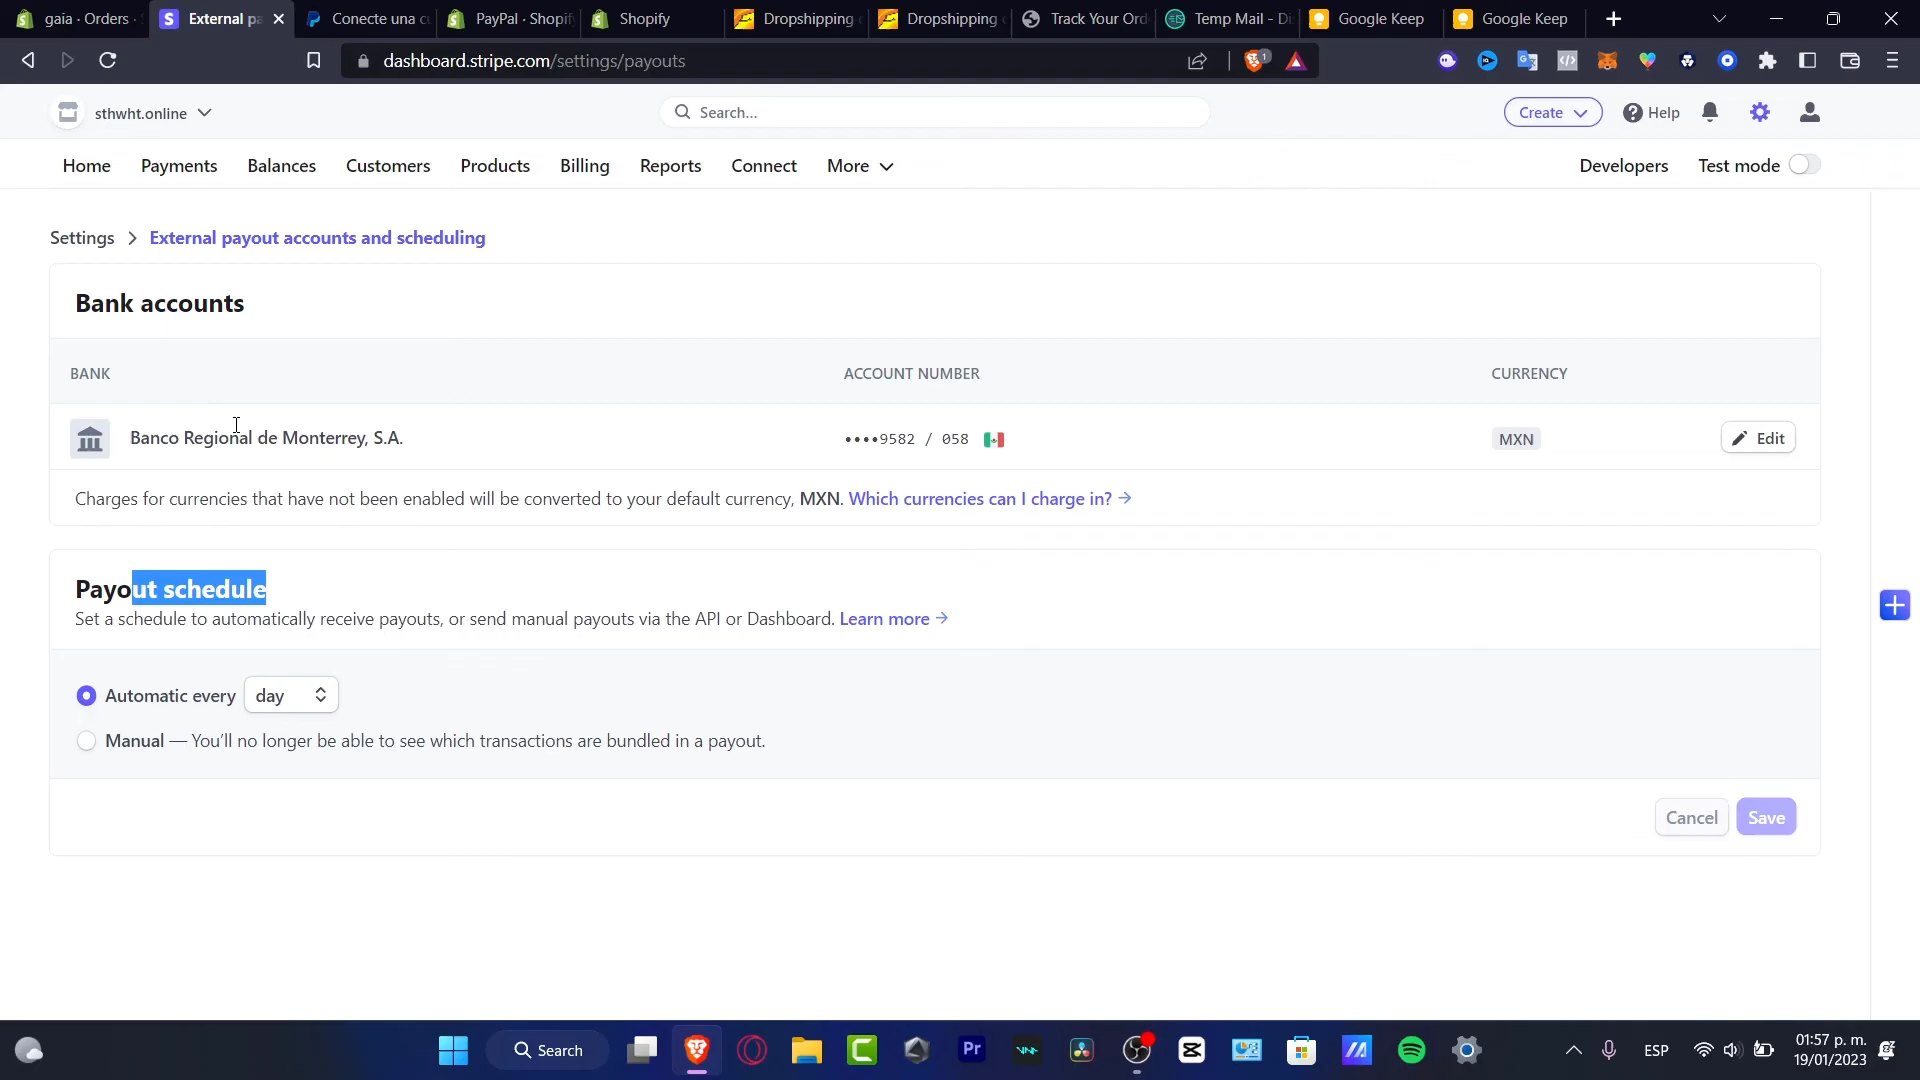 gaia · Orders ·
External pa
Conecte una cu
PayPal · Shopif
Shopify
Dropshipping
Dropshipping
Track Your Ord
Temp Mail - Di
Google Keep
Google Keep
dashboard.stripe.com/settings/payouts
sthwht.online
Search...
Create
Help
Home
Payments
Balances
Customers
Products
Billing
Reports
Connect
More
Developers
Test mode
Settings > External payout accounts and scheduling
Bank accounts
BANK
ACCOUNT NUMBER
CURRENCY
Banco Regional de Monterrey, S.A.
••••9582 / 058
MXN
Edit
Charges for currencies that have not been enabled will be converted to your default currency, MXN. Which currencies can I charge in? →
Payout schedule
Set a schedule to automatically receive payouts, or send manual payouts via the API or Dashboard. Learn more →
Automatic every day
Manual — You'll no longer be able to see which transactions are bundled in a payout.
Cancel
Save
Search
Pr
ESP
01:57 p. m.
19/01/2023